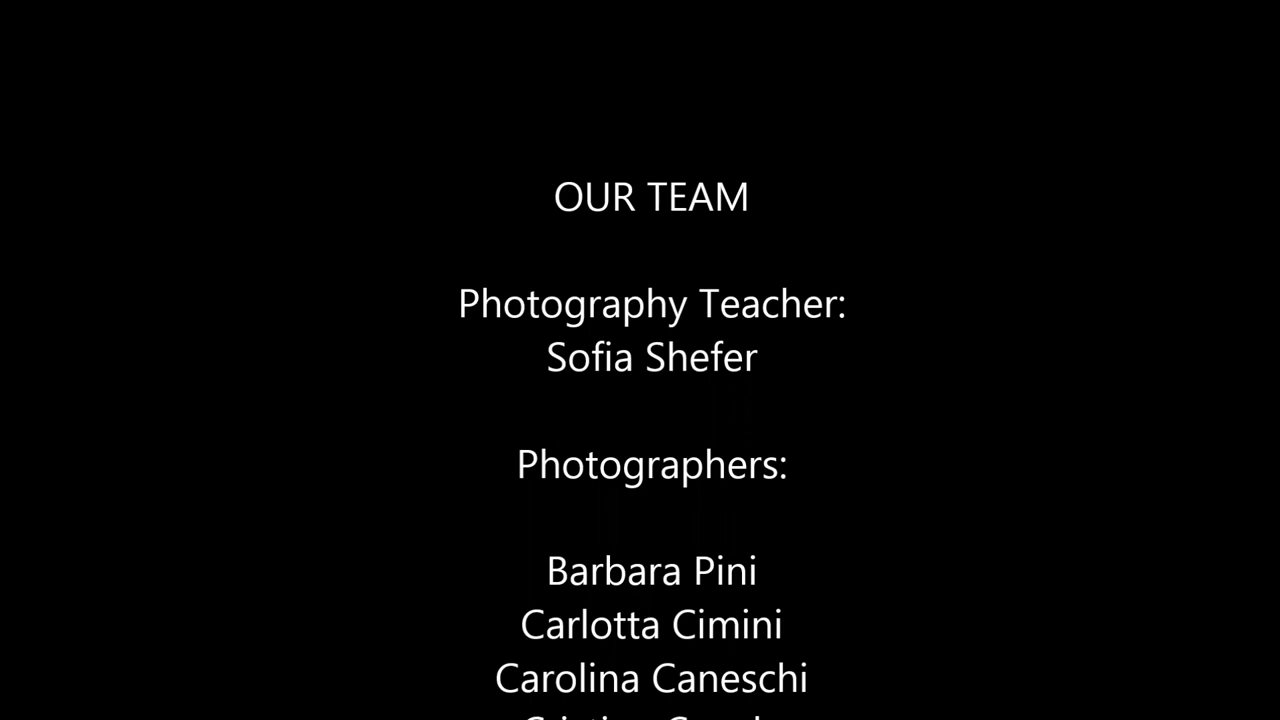 OUR TEAM
Photography Teacher:
Sofia Shefer
Photographers:
Barbara Pini
Carlotta Cimini
Carolina Caneschi